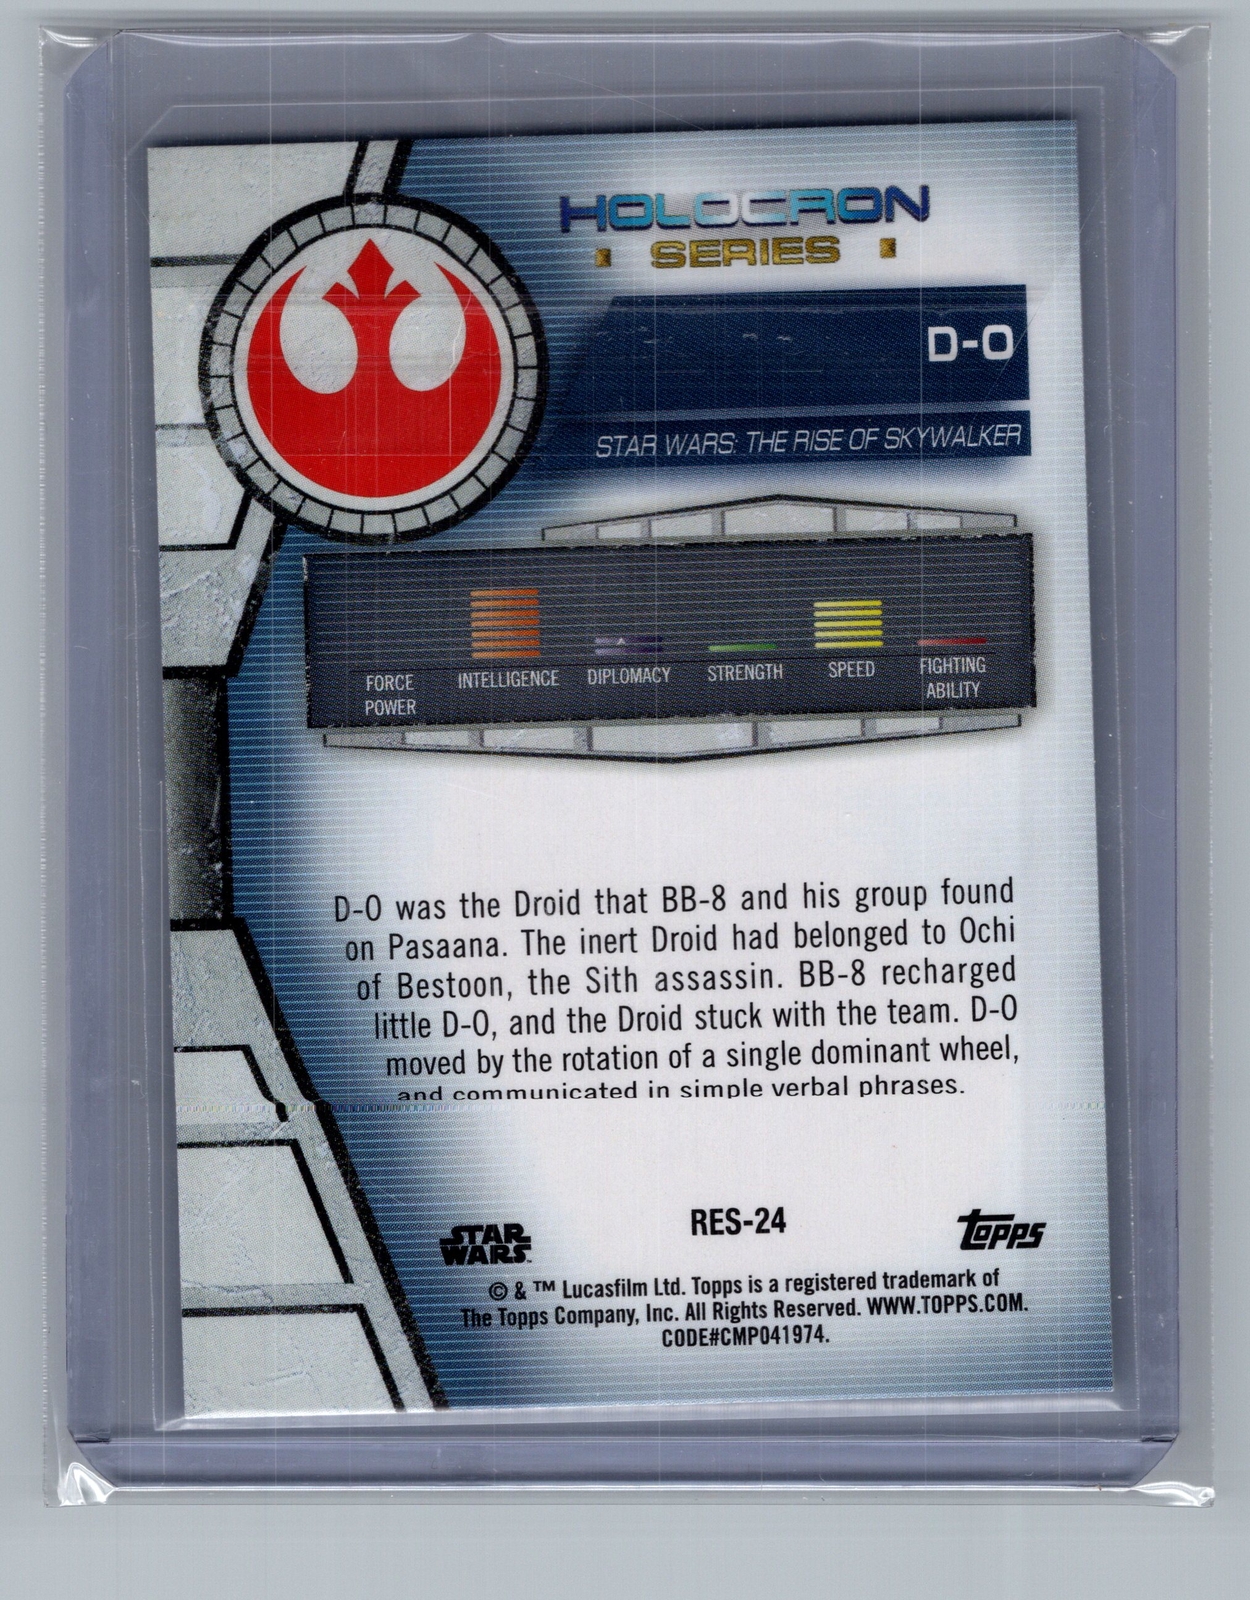 HOLOCRON
SERIES
D-O
STAR WARS: THE RISE OF SKYWALKER
FORCE POWER
INTELLIGENCE
DIPLOMACY
STRENGTH
SPEED
FIGHTING ABILITY
D-O was the Droid that BB-8 and his group found
on Pasaana. The inert Droid had belonged to Ochi
of Bestoon, the Sith assassin. BB-8 recharged
little D-O, and the Droid stuck with the team. D-O
moved by the rotation of a single dominant wheel,
and communicated in simple verbal phrases.
STAR WARS
RES-24
topps
© & ™ Lucasfilm Ltd. Topps is a registered trademark of
The Topps Company, Inc. All Rights Reserved. WWW.TOPPS.COM.
CODE#CMP041974.